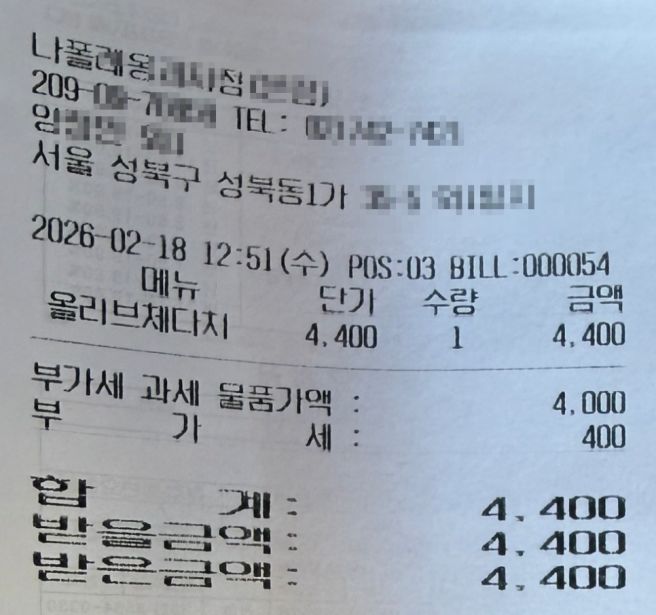 나폴레옹
209- TEL:
서울 성북구 성북동1가
2026-02-18 12:51(수) POS:03 BILL:000054
메뉴 단가 수량 금액
올리브체다치 4,400 1 4,400
부가세 과세 물품가액 : 4,000
부 가 세 : 400
합 계 : 4,400
받을금액: 4,400
받은금액: 4,400